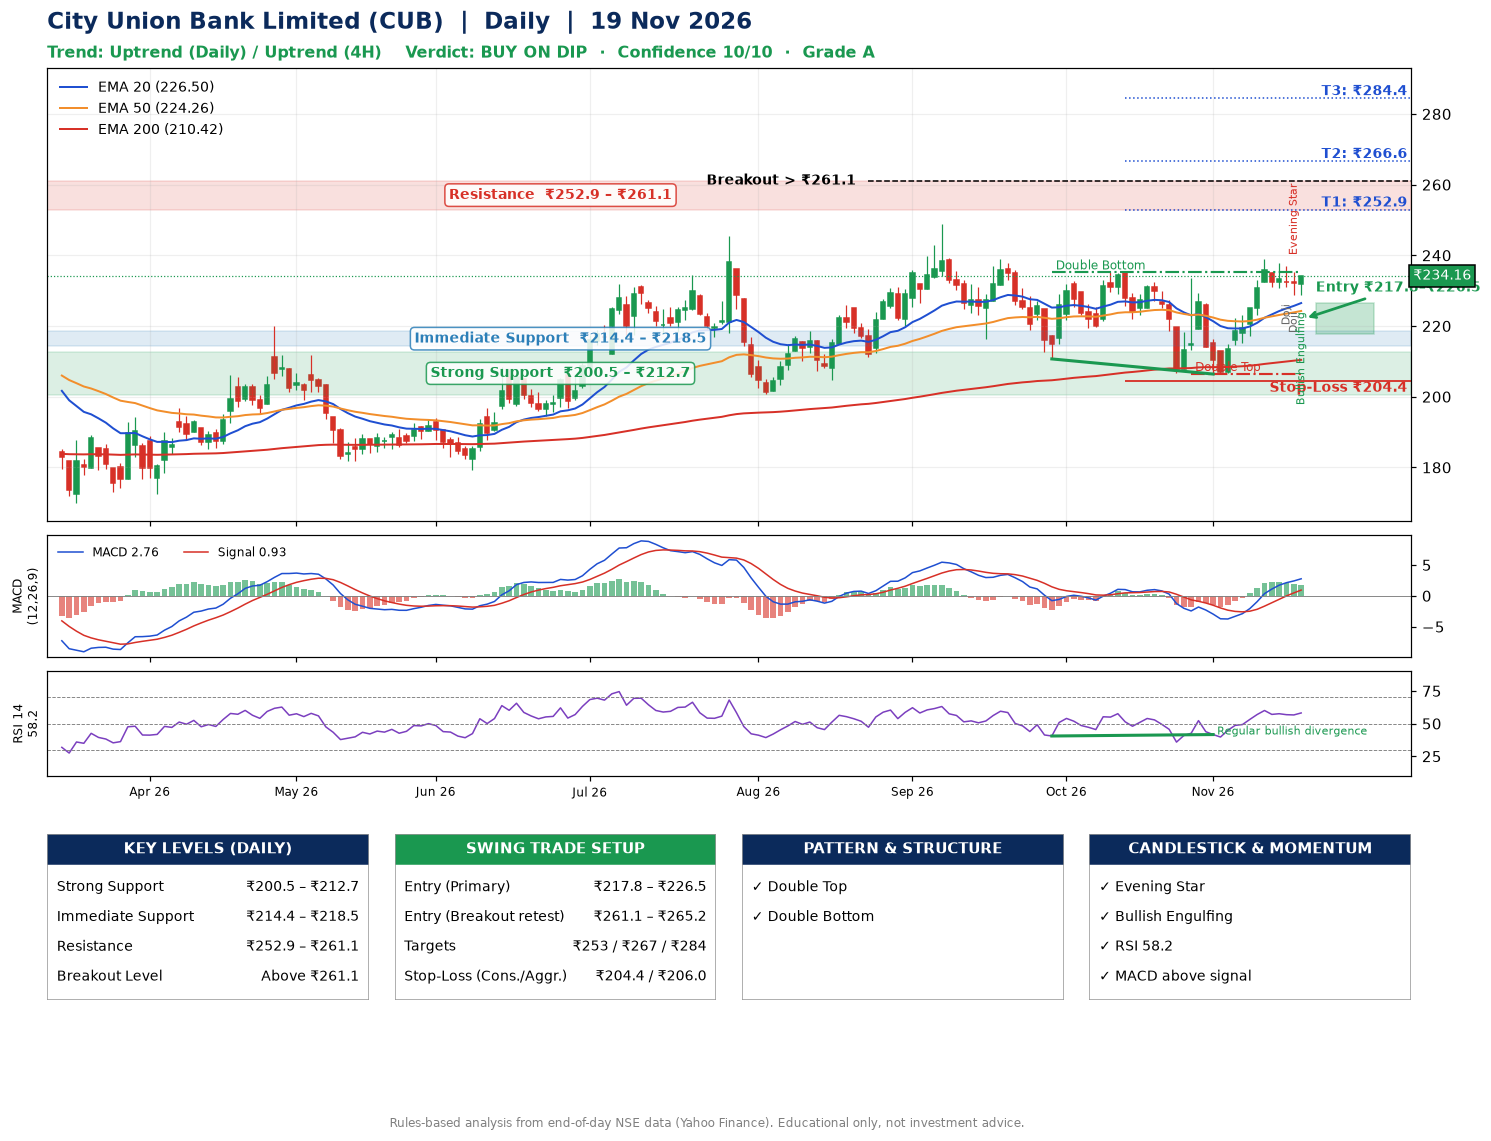 City Union Bank Limited (CUB) | Daily | 19 Nov 2026
Trend: Uptrend (Daily) / Uptrend (4H) Verdict: BUY ON DIP · Confidence 10/10 · Grade A
EMA 20 (226.50)
EMA 50 (224.26)
EMA 200 (210.42)
T3: ₹284.4
T2: ₹266.6
Breakout > ₹261.1
Resistance ₹252.9 – ₹261.1
T1: ₹252.9
Evening Star
Double Bottom
₹234.16
Entry ₹217.8–₹226.5
Doji
Doji
Bullish Engulfing
Immediate Support ₹214.4 – ₹218.5
Strong Support ₹200.5 – ₹212.7
Double Top
Stop-Loss ₹204.4
280
260
240
220
200
180
MACD 2.76 Signal 0.93
MACD
(12,26,9)
5
0
−5
RSI 14
58.2
75
50
25
Regular bullish divergence
Apr 26 May 26 Jun 26 Jul 26 Aug 26 Sep 26 Oct 26 Nov 26
KEY LEVELS (DAILY)
Strong Support ₹200.5 – ₹212.7
Immediate Support ₹214.4 – ₹218.5
Resistance ₹252.9 – ₹261.1
Breakout Level Above ₹261.1
SWING TRADE SETUP
Entry (Primary) ₹217.8 – ₹226.5
Entry (Breakout retest) ₹261.1 – ₹265.2
Targets ₹253 / ₹267 / ₹284
Stop-Loss (Cons./Aggr.) ₹204.4 / ₹206.0
PATTERN & STRUCTURE
✓ Double Top
✓ Double Bottom
CANDLESTICK & MOMENTUM
✓ Evening Star
✓ Bullish Engulfing
✓ RSI 58.2
✓ MACD above signal
Rules-based analysis from end-of-day NSE data (Yahoo Finance). Educational only, not investment advice.